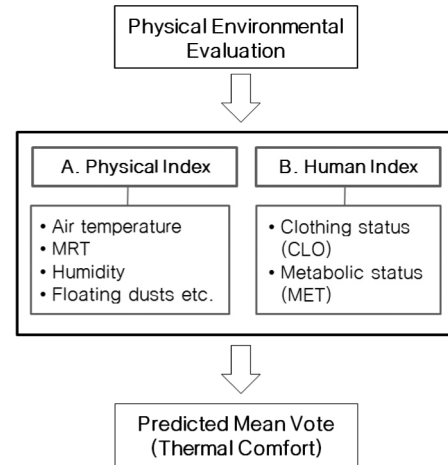 Physical Environmental
Evaluation
A. Physical Index
• Air temperature
• MRT
• Humidity
• Floating dusts etc.
B. Human Index
• Clothing status
(CLO)
• Metabolic status
(MET)
Predicted Mean Vote
(Thermal Comfort)